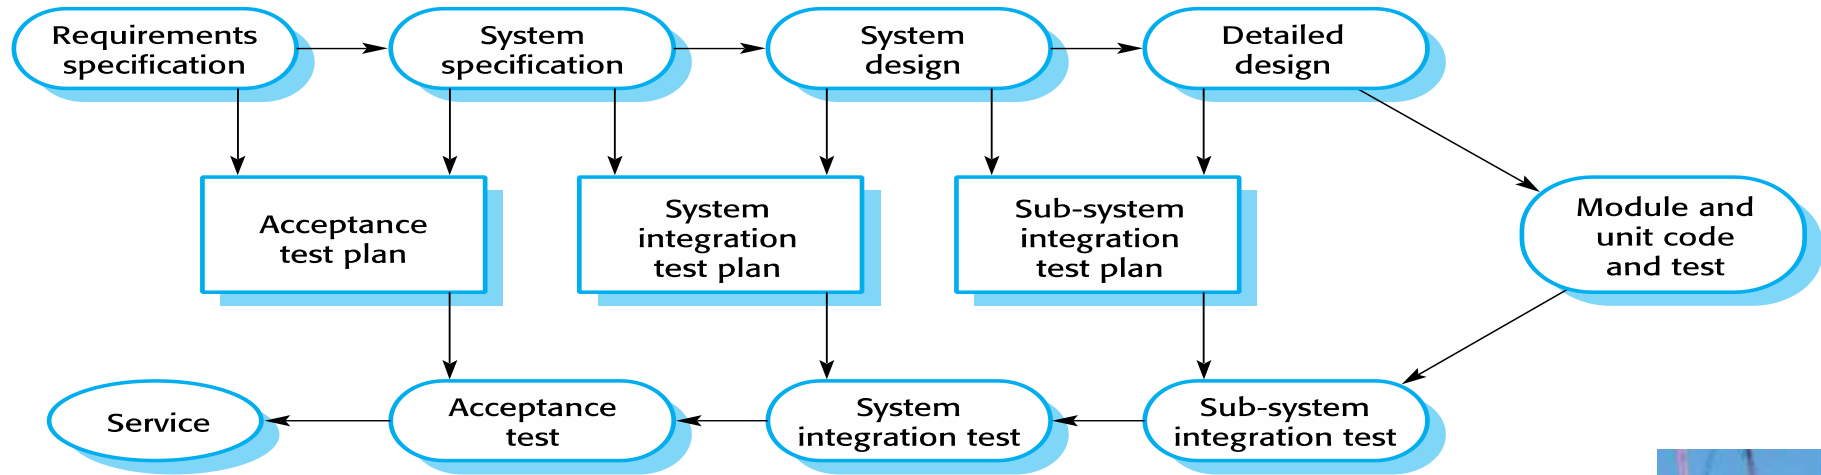 Requirements
specification
System
specification
System
design
Detailed
design
Acceptance
test plan
System
integration
test plan
Sub-system
integration
test plan
Module and
unit code
and test
Service
Acceptance
test
System
integration test
Sub-system
integration test